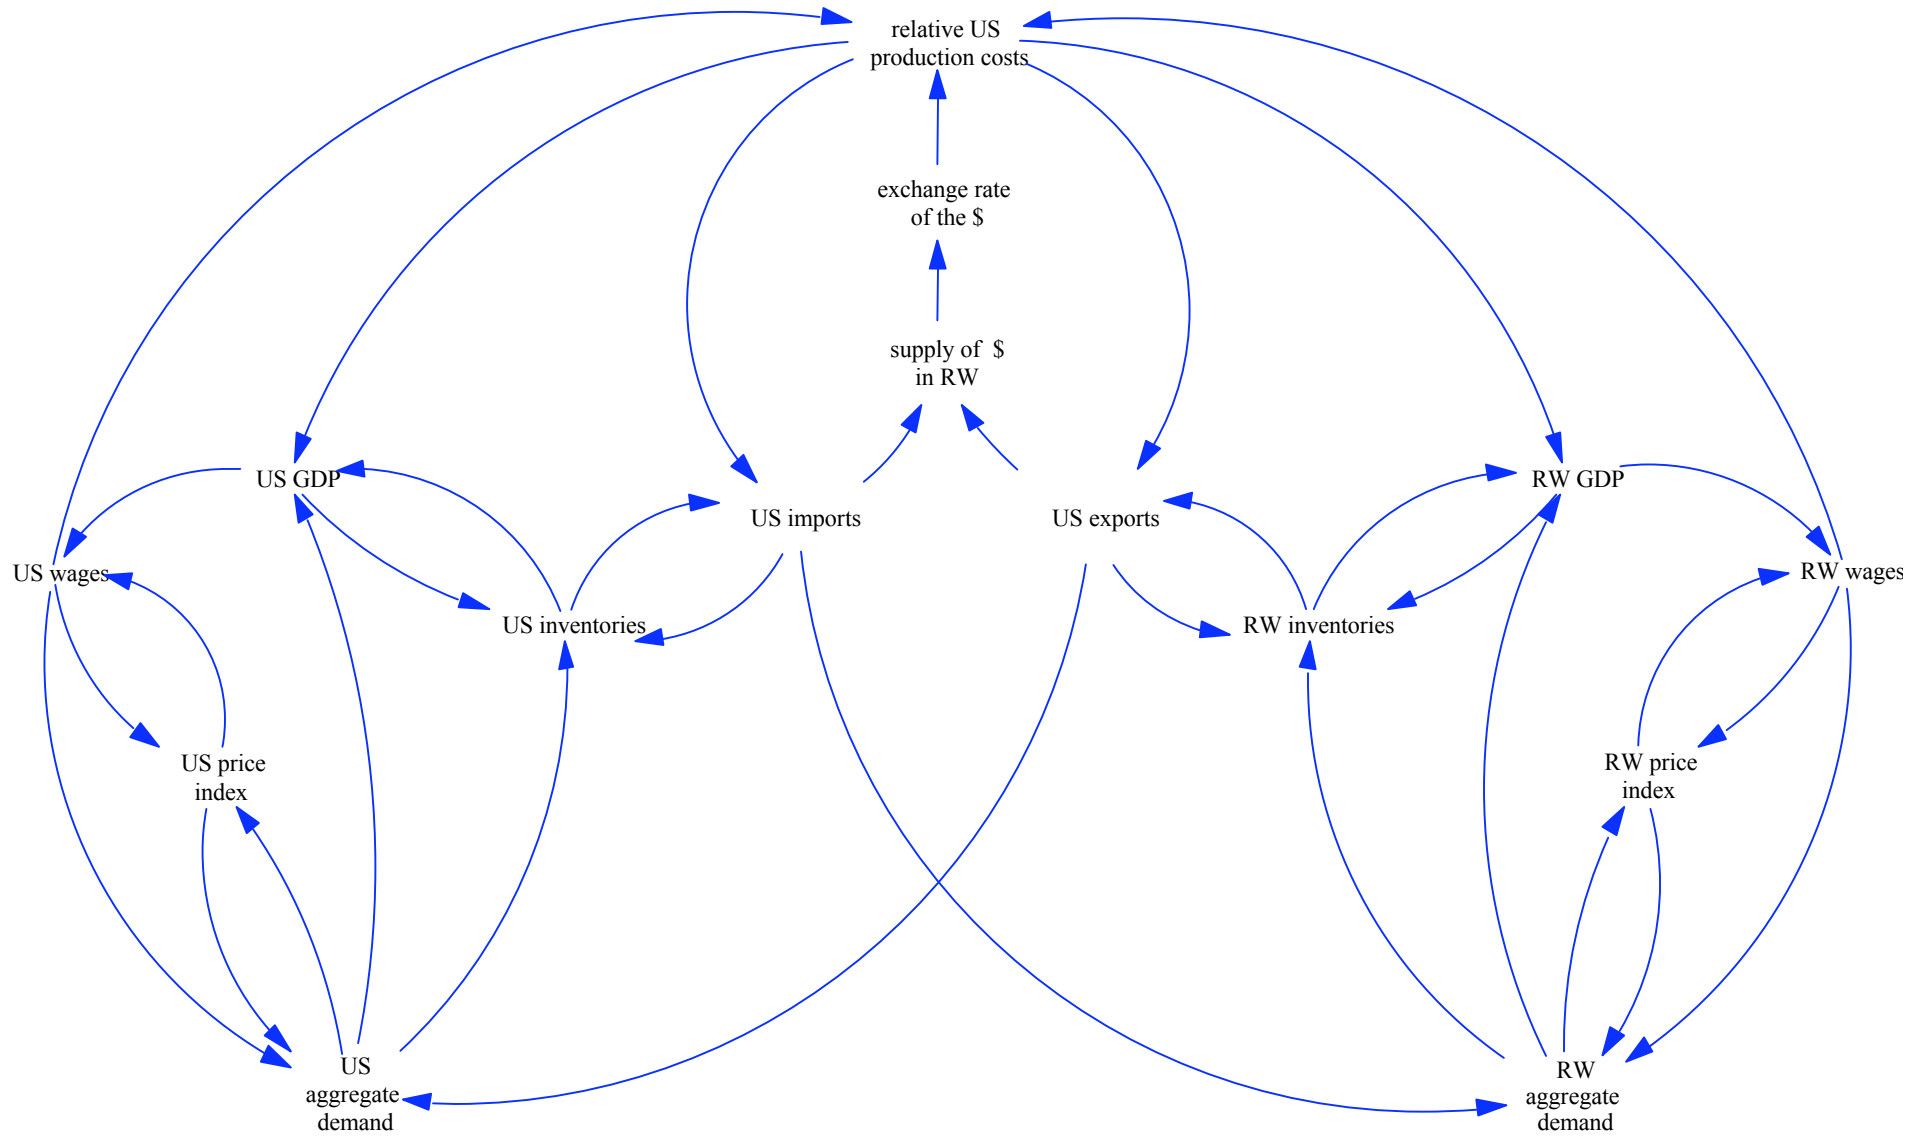 relative US
production costs
exchange rate
of the $
supply of $
in RW
US GDP
RW GDP
US imports
US exports
US wages
RW wages
US inventories
RW inventories
US price
index
RW price
index
US
aggregate
demand
RW
aggregate
demand